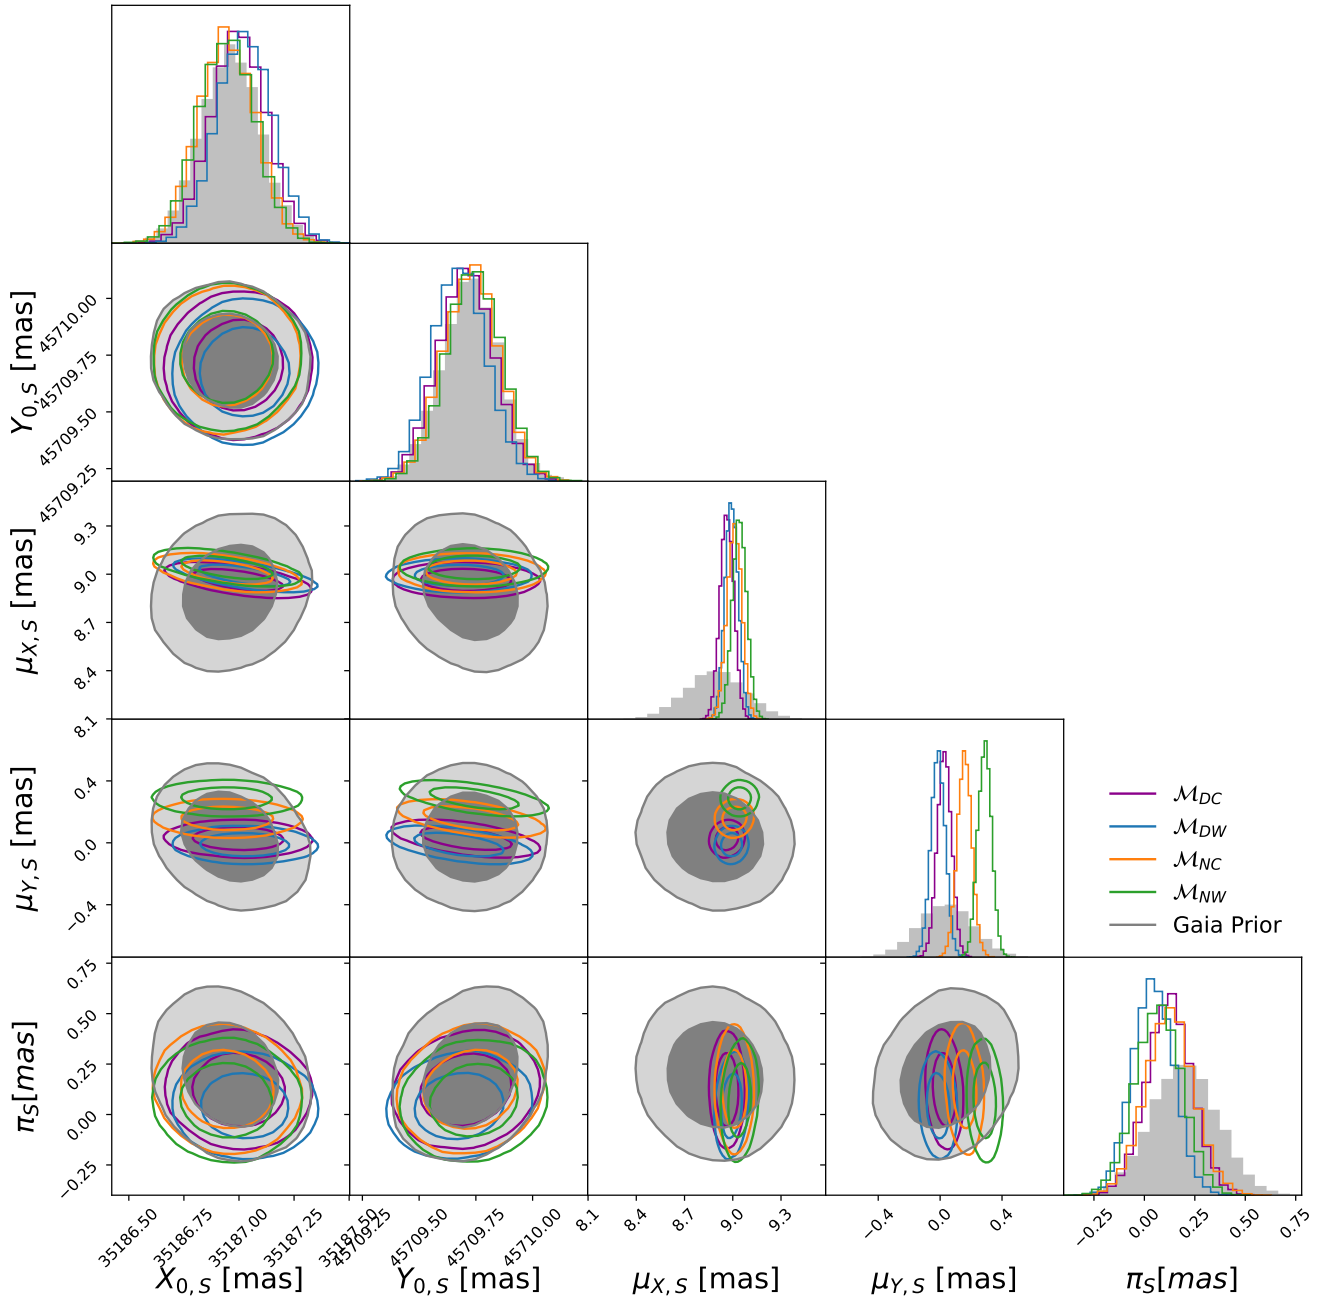 Y0,S [mas]
45710.00
45709.75
45709.50
45709.25
μX,S [mas]
9.3
9.0
8.7
8.4
8.1
μY,S [mas]
0.4
0.0
−0.4
ℳDC
ℳDW
ℳNC
ℳNW
Gaia Prior
πS[mas]
0.75
0.50
0.25
0.00
−0.25
35186.50 35186.75 35187.00 35187.25 35187.50
45709.25 45709.50 45709.75 45710.00
8.1 8.4 8.7 9.0 9.3
−0.4 0.0 0.4
−0.25 0.00 0.25 0.50 0.75
X0,S [mas] Y0,S [mas] μX,S [mas] μY,S [mas] πS[mas]